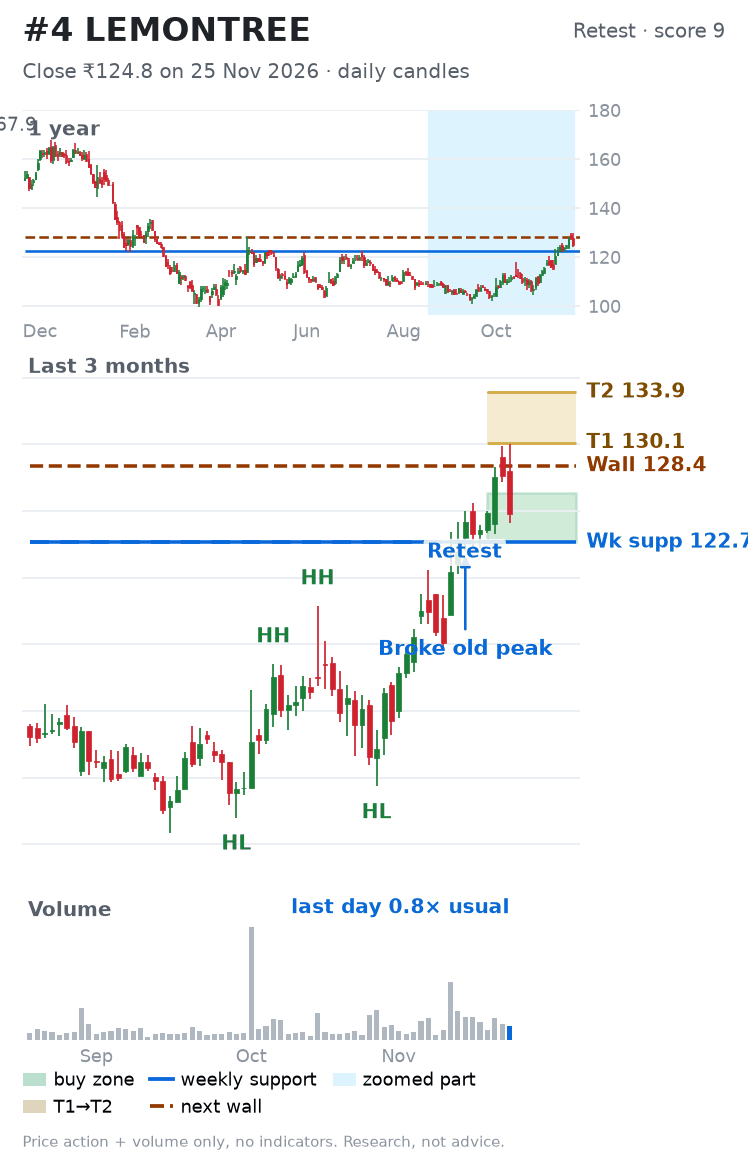 #4 LEMONTREE
Retest · score 9
Close ₹124.8 on 25 Nov 2026 · daily candles
67.9
1 year
180
160
140
120
100
Dec Feb Apr Jun Aug Oct
Last 3 months
T2 133.9
T1 130.1
Wall 128.4
Wk supp 122.7
Retest
HH
HH
Broke old peak
HL
HL
Volume
last day 0.8× usual
Sep Oct Nov
buy zone weekly support zoomed part
T1→T2 next wall
Price action + volume only, no indicators. Research, not advice.